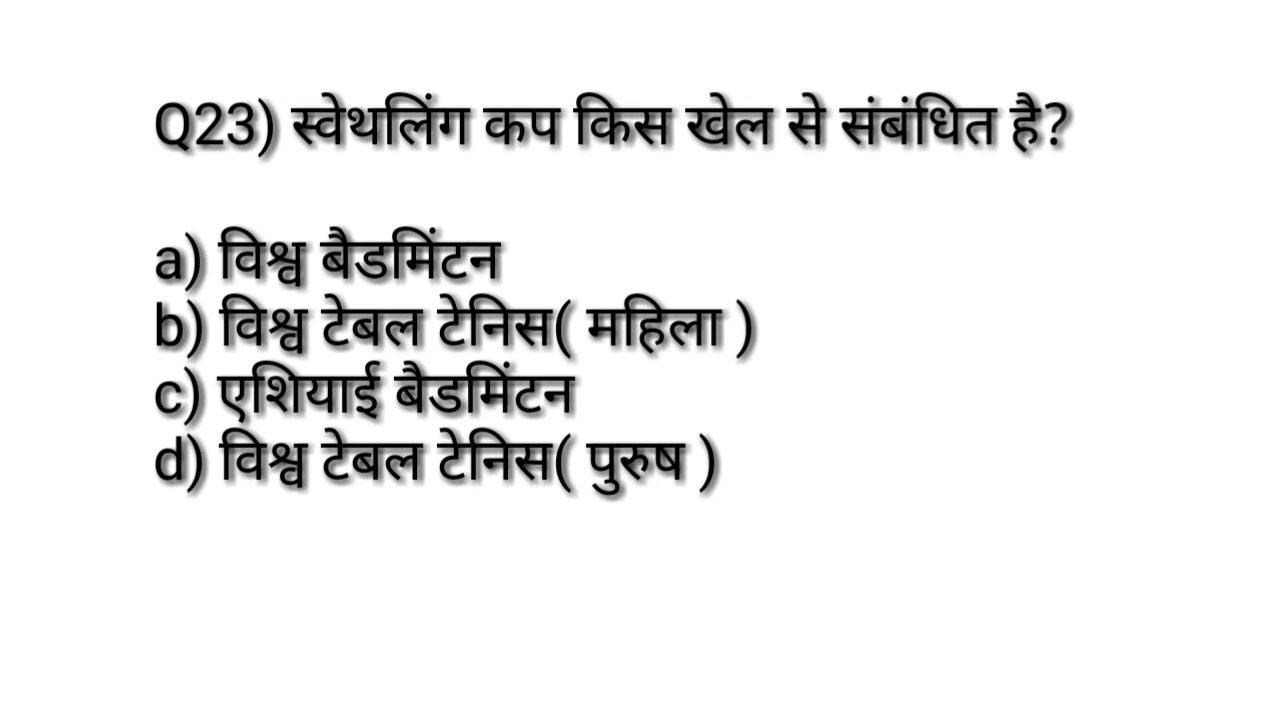 Q23) स्वेथलिंग कप किस खेल से संबंधित है?
a) विश्व बैडमिंटन
b) विश्व टेबल टेनिस( महिला )
c) एशियाई बैडमिंटन
d) विश्व टेबल टेनिस( पुरुष )